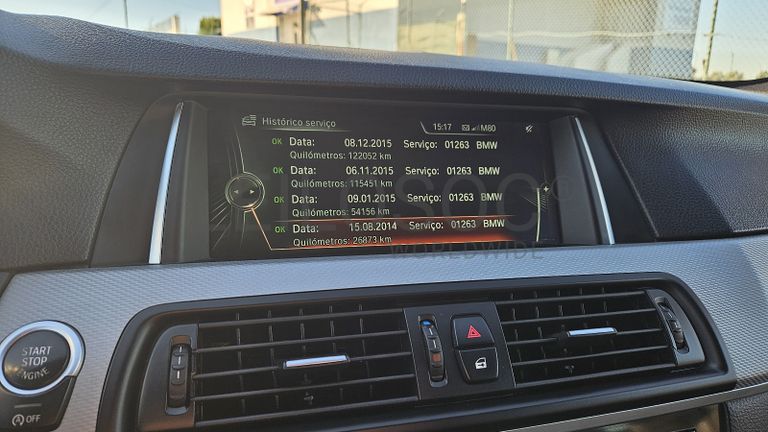 Histórico serviço
15:17 M80
OK Data: 08.12.2015 Serviço: 01263 BMW
Quilómetros: 122052 km
OK Data: 06.11.2015 Serviço: 01263 BMW
Quilómetros: 115451 km
OK Data: 09.01.2015 Serviço: 01263 BMW
Quilómetros: 54156 km
OK Data: 15.08.2014 Serviço: 01263 BMW
Quilómetros: 26873 km
WORLDWIDE
START
STOP
ENGINE
OFF